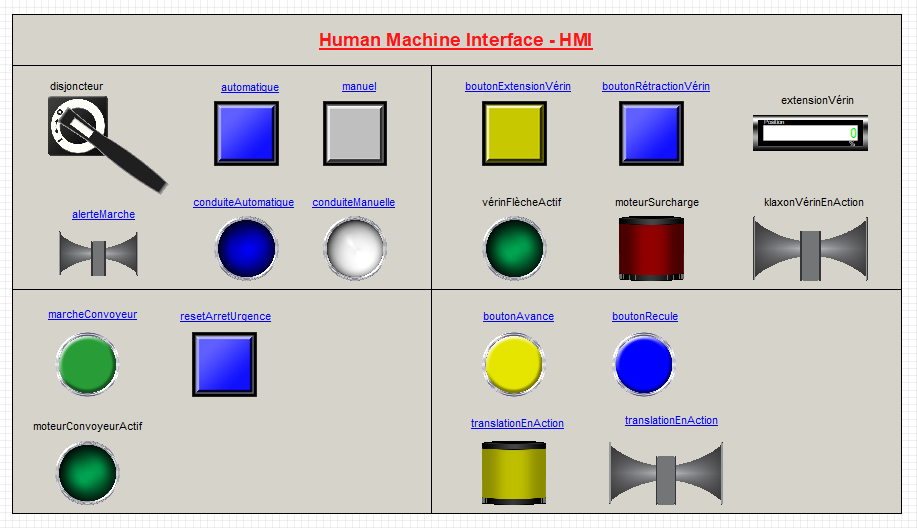 Human Machine Interface - HMI
disjoncteur
automatique
manuel
boutonExtensionVérin
boutonRétractionVérin
extensionVérin
Position
0
%
alerteMarche
conduiteAutomatique
conduiteManuelle
vérinFlècheActif
moteurSurcharge
klaxonVérinEnAction
marcheConvoyeur
resetArretUrgence
boutonAvance
boutonRecule
moteurConvoyeurActif
translationEnAction
translationEnAction